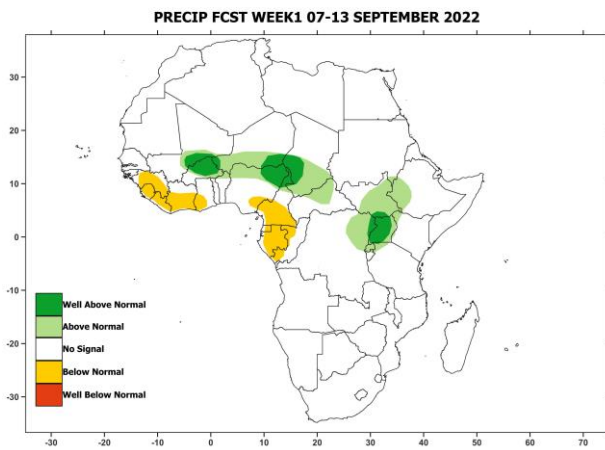 PRECIP FCST WEEK1 07-13 SEPTEMBER 2022
30
20
10
0
-10
-20
-30
Well Above Normal
Above Normal
No Signal
Below Normal
Well Below Normal
-30 -20 -10 0 10 20 30 40 50 60 70